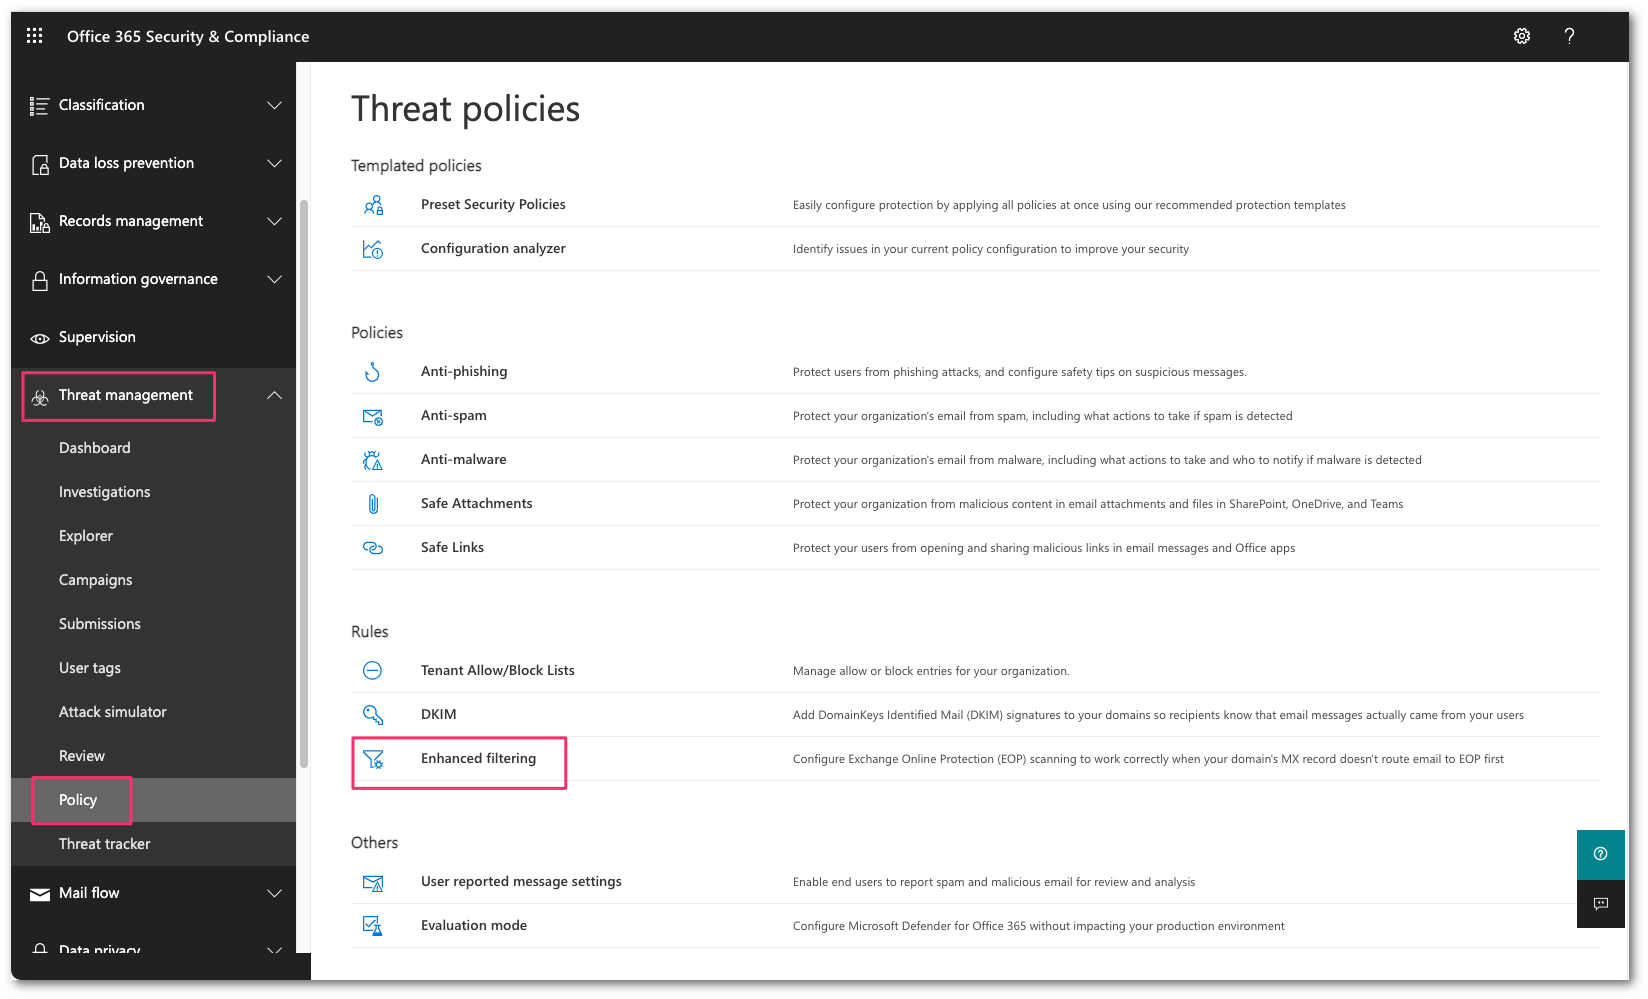 Office 365 Security & Compliance
Classification
Data loss prevention
Records management
Information governance
Supervision
Threat management
Dashboard
Investigations
Explorer
Campaigns
Submissions
User tags
Attack simulator
Review
Policy
Threat tracker
Mail flow
Data privacy
Threat policies
Templated policies
Preset Security Policies Easily configure protection by applying all policies at once using our recommended protection templates
Configuration analyzer Identify issues in your current policy configuration to improve your security
Policies
Anti-phishing Protect users from phishing attacks, and configure safety tips on suspicious messages.
Anti-spam Protect your organization's email from spam, including what actions to take if spam is detected
Anti-malware Protect your organization's email from malware, including what actions to take and who to notify if malware is detected
Safe Attachments Protect your organization from malicious content in email attachments and files in SharePoint, OneDrive, and Teams
Safe Links Protect your users from opening and sharing malicious links in email messages and Office apps
Rules
Tenant Allow/Block Lists Manage allow or block entries for your organization.
DKIM Add DomainKeys Identified Mail (DKIM) signatures to your domains so recipients know that email messages actually came from your users
Enhanced filtering Configure Exchange Online Protection (EOP) scanning to work correctly when your domain's MX record doesn't route email to EOP first
Others
User reported message settings Enable end users to report spam and malicious email for review and analysis
Evaluation mode Configure Microsoft Defender for Office 365 without impacting your production environment